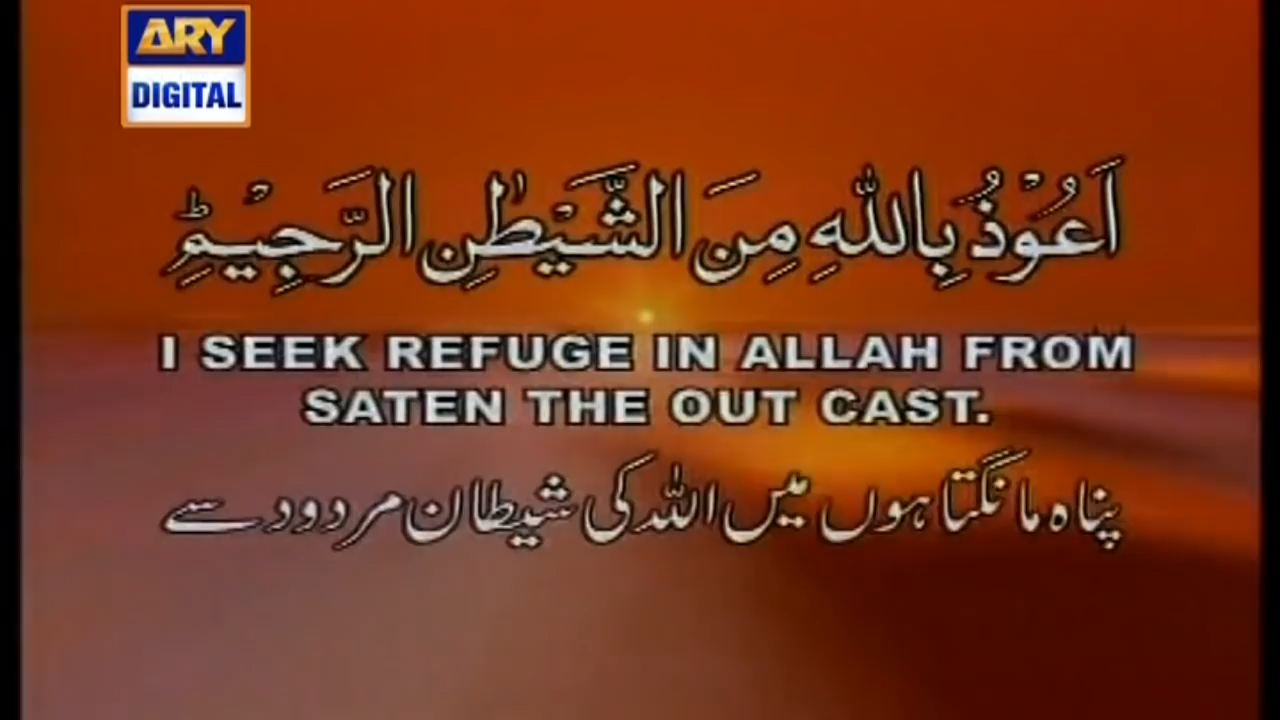 ARY
DIGITAL
اَعُوْذُ بِاللّٰهِ مِنَ الشَّيْطٰنِ الرَّجِيْمِؕ
I SEEK REFUGE IN ALLAH FROM
SATEN THE OUT CAST.
پناہ مانگتا ہوں میں اللہ کی شیطان مردود سے